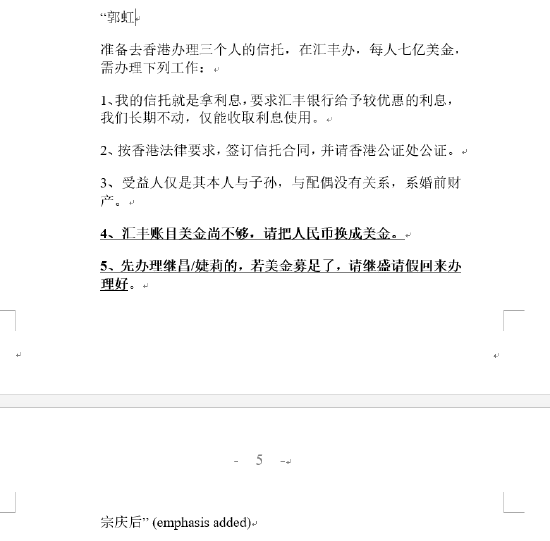 “郭虹
准备去香港办理三个人的信托，在汇丰办，每人七亿美金，
需办理下列工作：
1、我的信托就是拿利息，要求汇丰银行给予较优惠的利息，
我们长期不动，仅能收取利息使用。
2、按香港法律要求，签订信托合同，并请香港公证处公证。
3、受益人仅是其本人与子孙，与配偶没有关系，系婚前财
产。
4、汇丰账目美金尚不够，请把人民币换成美金。
5、先办理继昌/婕莉的，若美金募足了，请继盛请假回来办
理好。
- 5 -
宗庆后” (emphasis added)